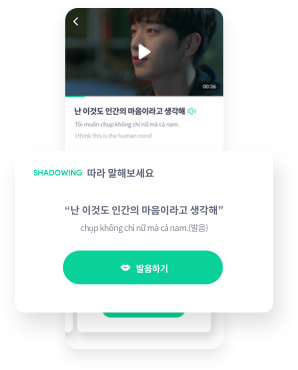 00:36
난 이것도 인간의 마음이라고 생각해
Tôi muốn chụp không chỉ nữ mà cả nam.
I think this is the human mind
SHADOWING 따라 말해보세요
“난 이것도 인간의 마음이라고 생각해”
chụp không chỉ nữ mà cả nam.(발음)
발음하기